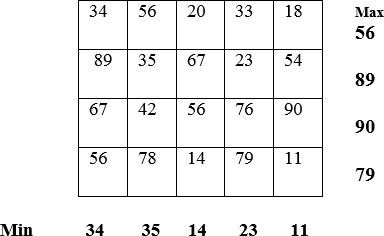 34 56 20 33 18 Max
56
89 35 67 23 54
89
67 42 56 76 90
90
56 78 14 79 11
79
Min 34 35 14 23 11